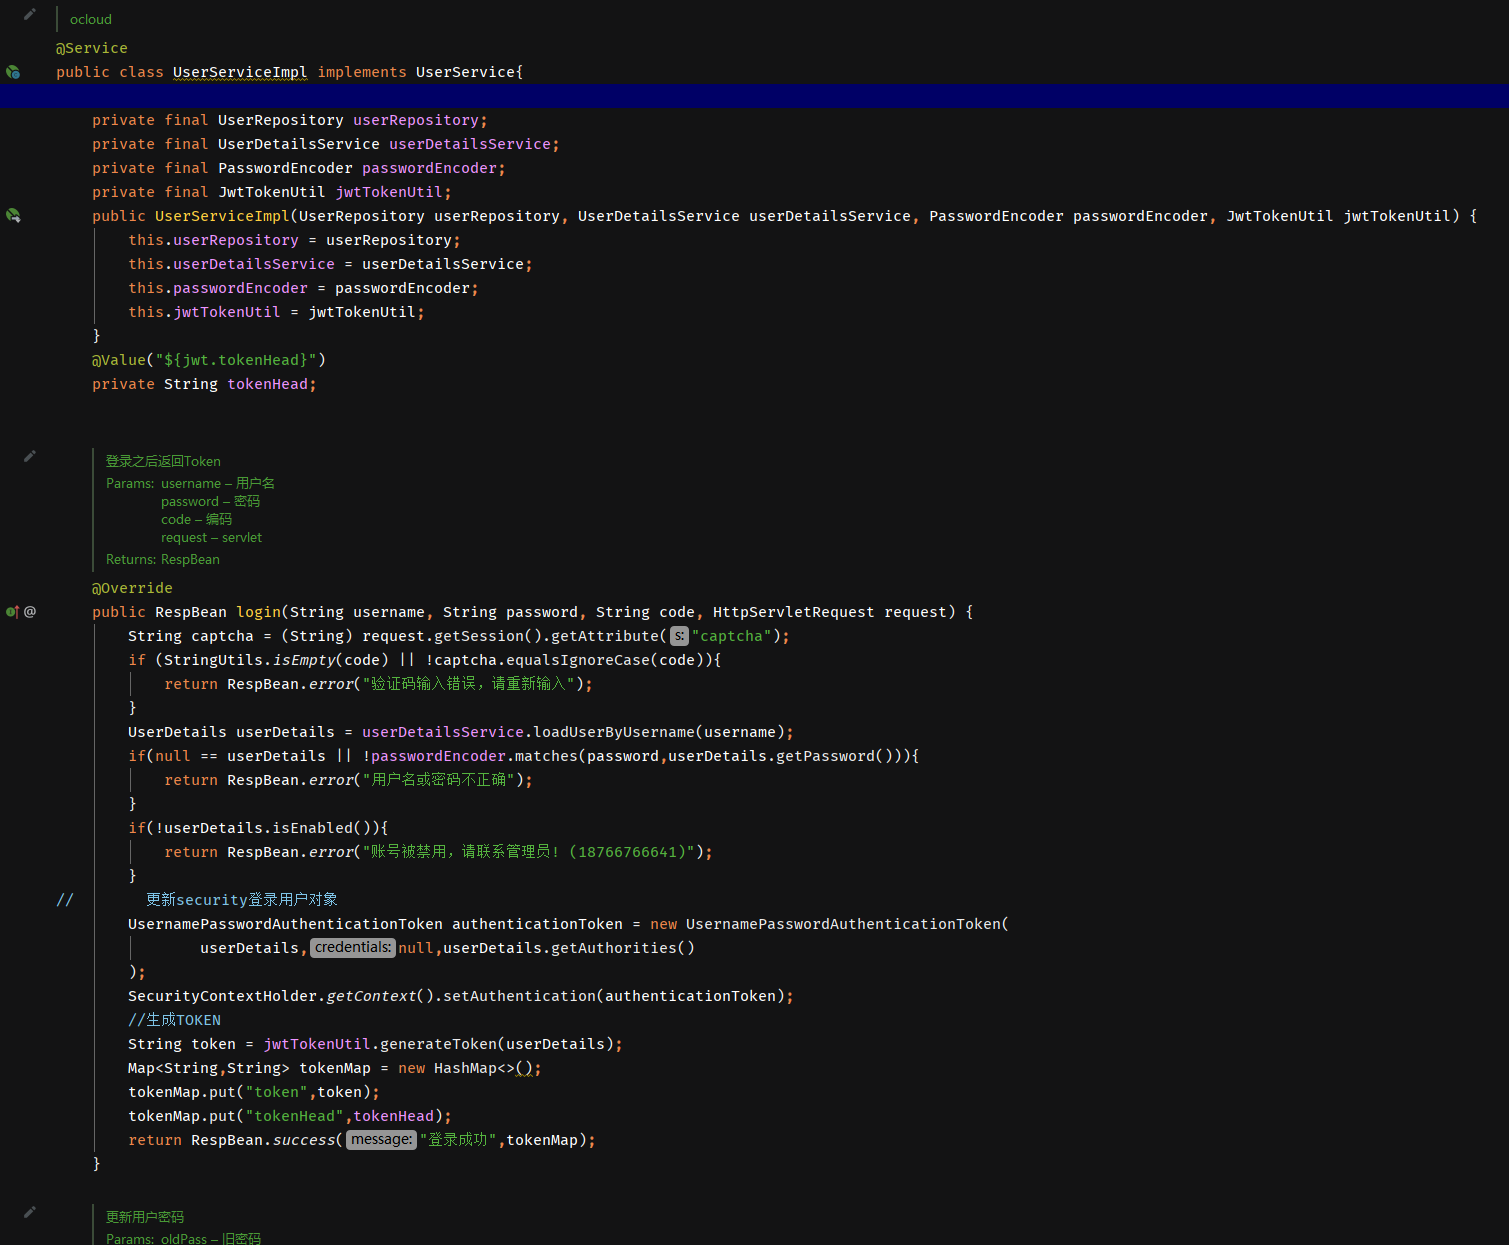 ocloud
@Service
public class UserServiceImpl implements UserService{
private final UserRepository userRepository;
private final UserDetailsService userDetailsService;
private final PasswordEncoder passwordEncoder;
private final JwtTokenUtil jwtTokenUtil;
public UserServiceImpl(UserRepository userRepository, UserDetailsService userDetailsService, PasswordEncoder passwordEncoder, JwtTokenUtil jwtTokenUtil) {
this.userRepository = userRepository;
this.userDetailsService = userDetailsService;
this.passwordEncoder = passwordEncoder;
this.jwtTokenUtil = jwtTokenUtil;
}
@Value("${jwt.tokenHead}")
private String tokenHead;
登录之后返回Token
Params: username – 用户名
password – 密码
code – 编码
request – servlet
Returns: RespBean
@Override
public RespBean login(String username, String password, String code, HttpServletRequest request) {
String captcha = (String) request.getSession().getAttribute( s: "captcha");
if (StringUtils.isEmpty(code) || !captcha.equalsIgnoreCase(code)){
return RespBean.error("验证码输入错误，请重新输入");
}
UserDetails userDetails = userDetailsService.loadUserByUsername(username);
if(null == userDetails || !passwordEncoder.matches(password,userDetails.getPassword())){
return RespBean.error("用户名或密码不正确");
}
if(!userDetails.isEnabled()){
return RespBean.error("账号被禁用，请联系管理员! (18766766641)");
}
// 更新security登录用户对象
UsernamePasswordAuthenticationToken authenticationToken = new UsernamePasswordAuthenticationToken(
userDetails, credentials: null,userDetails.getAuthorities()
);
SecurityContextHolder.getContext().setAuthentication(authenticationToken);
//生成TOKEN
String token = jwtTokenUtil.generateToken(userDetails);
Map<String,String> tokenMap = new HashMap<>();
tokenMap.put("token",token);
tokenMap.put("tokenHead",tokenHead);
return RespBean.success( message: "登录成功",tokenMap);
}
更新用户密码
Params: oldPass – 旧密码